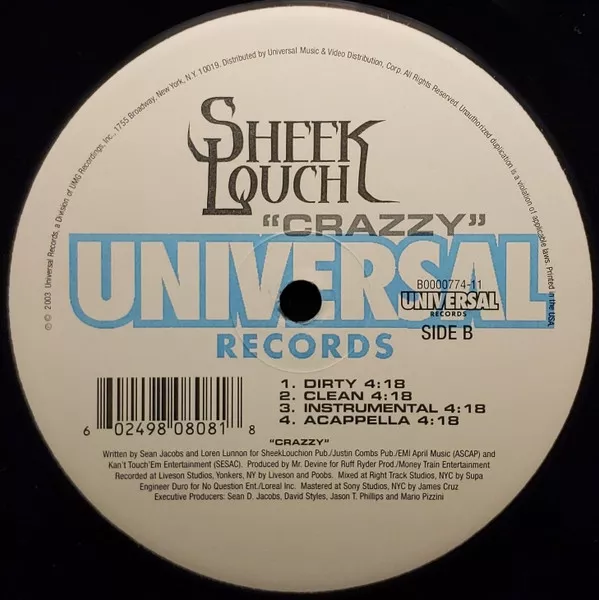 ℗ © 2003 Universal Records, a Division of UMG Recordings, Inc., 1755 Broadway, New York, N.Y. 10019. Distributed by Universal Music & Video Distribution, Corp. All Rights Reserved. Unauthorized duplication is a violation of applicable laws. Printed in the USA.
SHEEK
LOUCH
"CRAZZY"
UNIVERSAL
RECORDS
B0000774-11
UNIVERSAL
RECORDS
SIDE B
1. DIRTY 4:18
2. CLEAN 4:18
3. INSTRUMENTAL 4:18
4. ACAPPELLA 4:18
6 02498 08081 8
"CRAZZY"
Written by Sean Jacobs and Loren Lunnon for SheekLouchion Pub./Justin Combs Pub./EMI April Music (ASCAP) and
Kan't Touch'Em Entertainment (SESAC). Produced by Mr. Devine for Ruff Ryder Prod./Money Train Entertainment
Recorded at Liveson Studios, Yonkers, NY by Liveson and Poobs. Mixed at Right Track Studios, NYC by Supa
Engineer Duro for No Question Ent./Loreal Inc. Mastered at Sony Studios, NYC by James Cruz
Executive Producers: Sean D. Jacobs, David Styles, Jason T. Phillips and Mario Pizzini